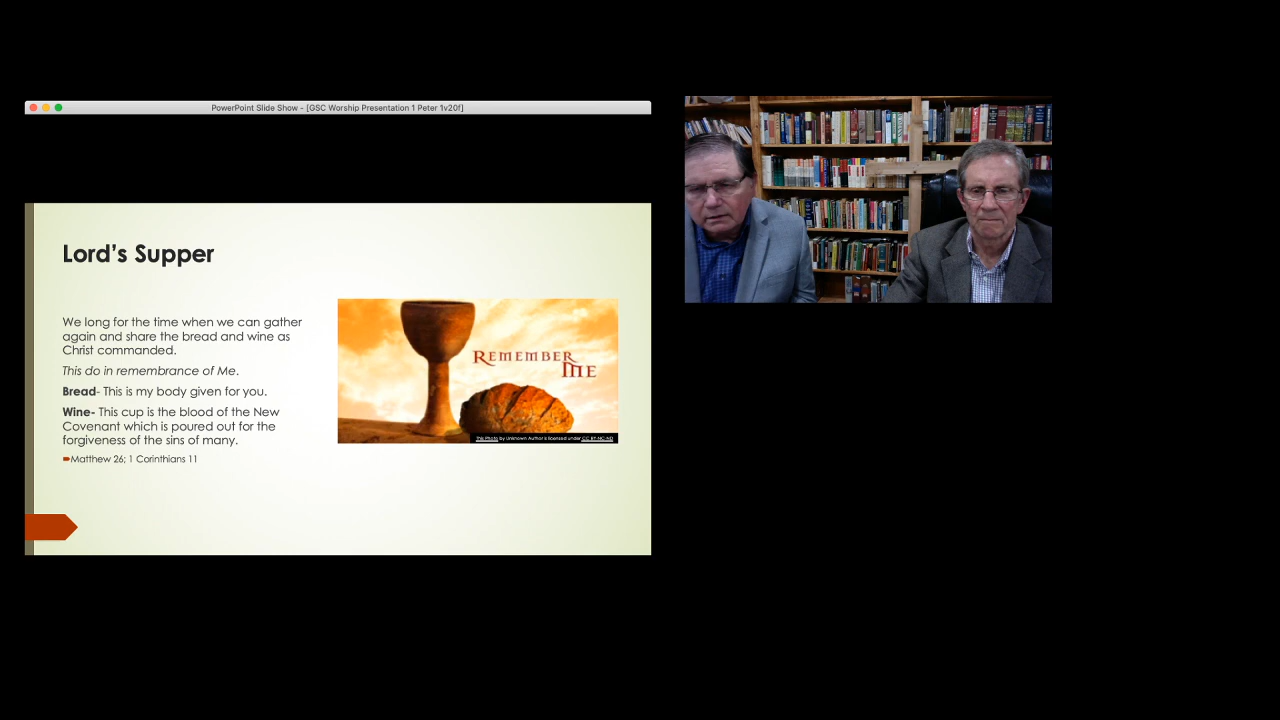 PowerPoint Slide Show - [GSC Worship Presentation 1 Peter 1v20f]
Lord's Supper
We long for the time when we can gather
again and share the bread and wine as
Christ commanded.
This do in remembrance of Me.
Bread- This is my body given for you.
Wine- This cup is the blood of the New
Covenant which is poured out for the
forgiveness of the sins of many.
Matthew 26; 1 Corinthians 11
REMEMBER
ME
This Photo by Unknown Author is licensed under CC BY-NC-ND